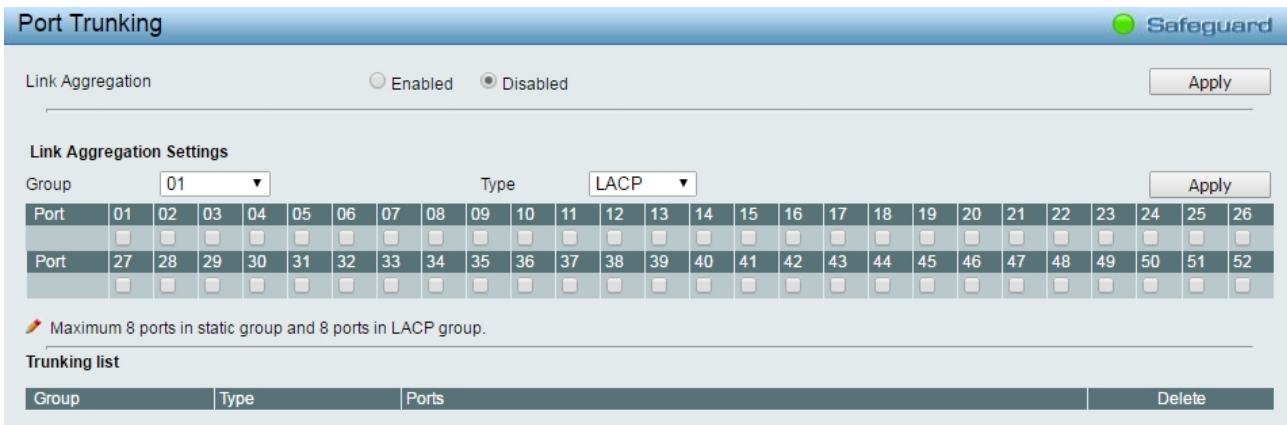 Port Trunking Safeguard
Link Aggregation Enabled Disabled Apply
Link Aggregation Settings
Group 01 Type LACP Apply
Port 01 02 03 04 05 06 07 08 09 10 11 12 13 14 15 16 17 18 19 20 21 22 23 24 25 26
Port 27 28 29 30 31 32 33 34 35 36 37 38 39 40 41 42 43 44 45 46 47 48 49 50 51 52
Maximum 8 ports in static group and 8 ports in LACP group.
Trunking list
Group Type Ports Delete